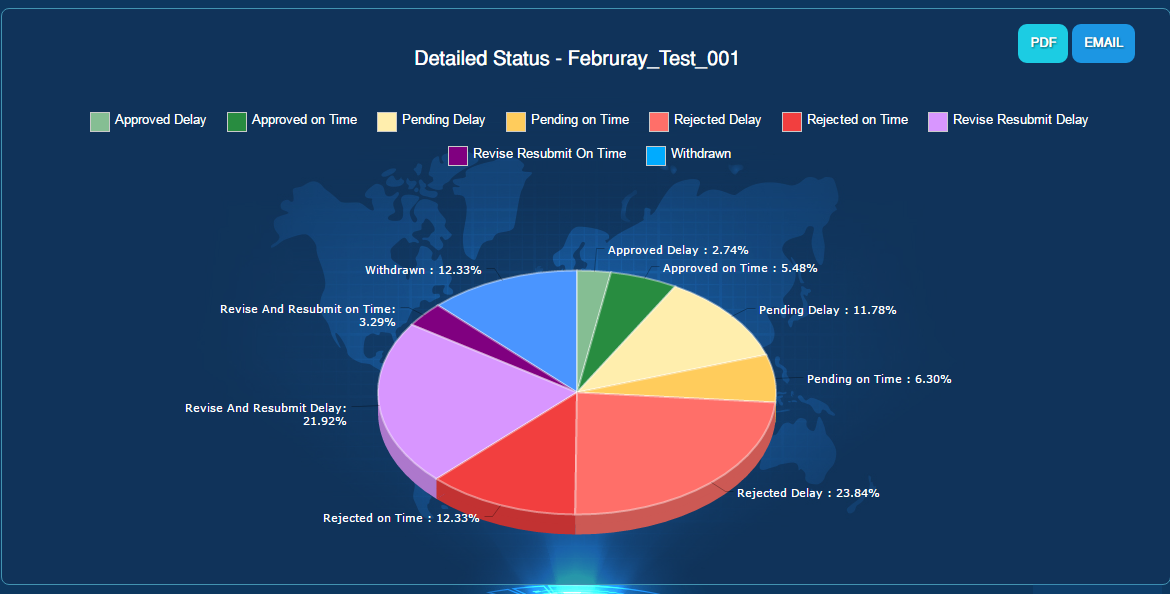 PDF EMAIL
Detailed Status - Februray_Test_001
Approved Delay Approved on Time Pending Delay Pending on Time Rejected Delay Rejected on Time Revise Resubmit Delay
Revise Resubmit On Time Withdrawn
Approved Delay : 2.74%
Approved on Time : 5.48%
Withdrawn : 12.33%
Revise And Resubmit on Time:
3.29%
Pending Delay : 11.78%
Pending on Time : 6.30%
Revise And Resubmit Delay:
21.92%
Rejected Delay : 23.84%
Rejected on Time : 12.33%